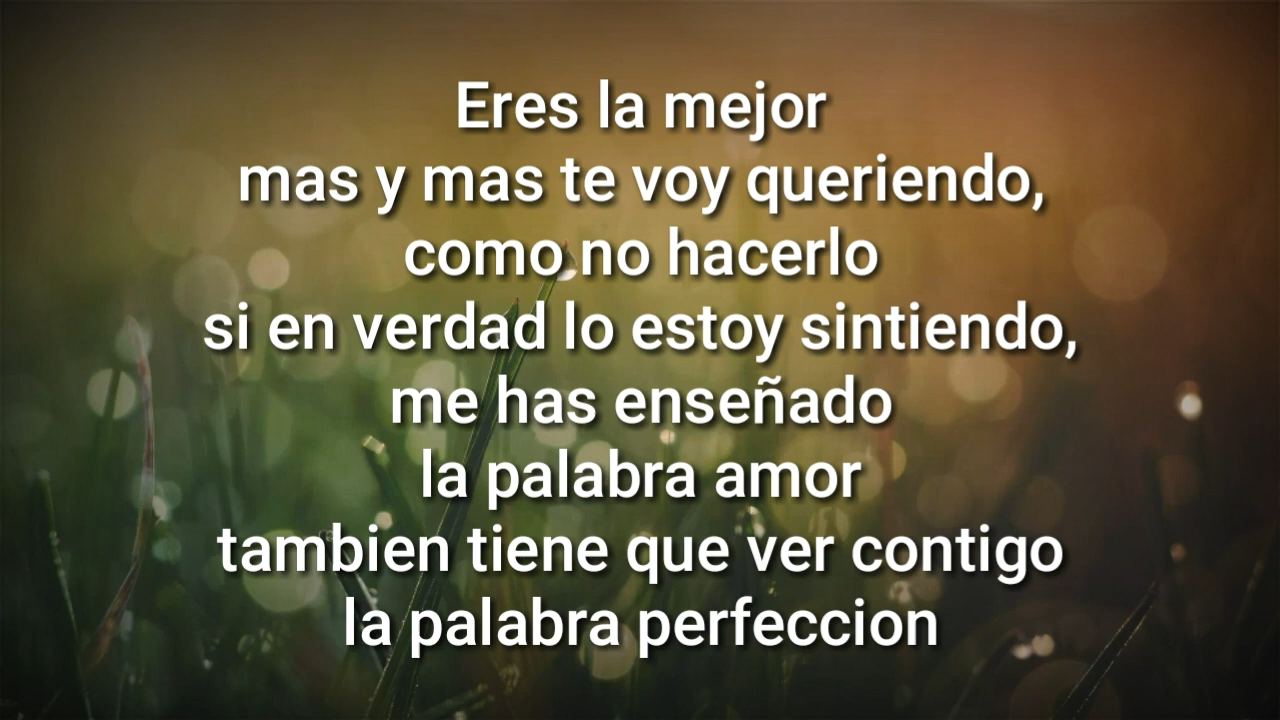 Eres la mejor
mas y mas te voy queriendo,
como no hacerlo
si en verdad lo estoy sintiendo,
me has enseñado
la palabra amor
tambien tiene que ver contigo
la palabra perfeccion